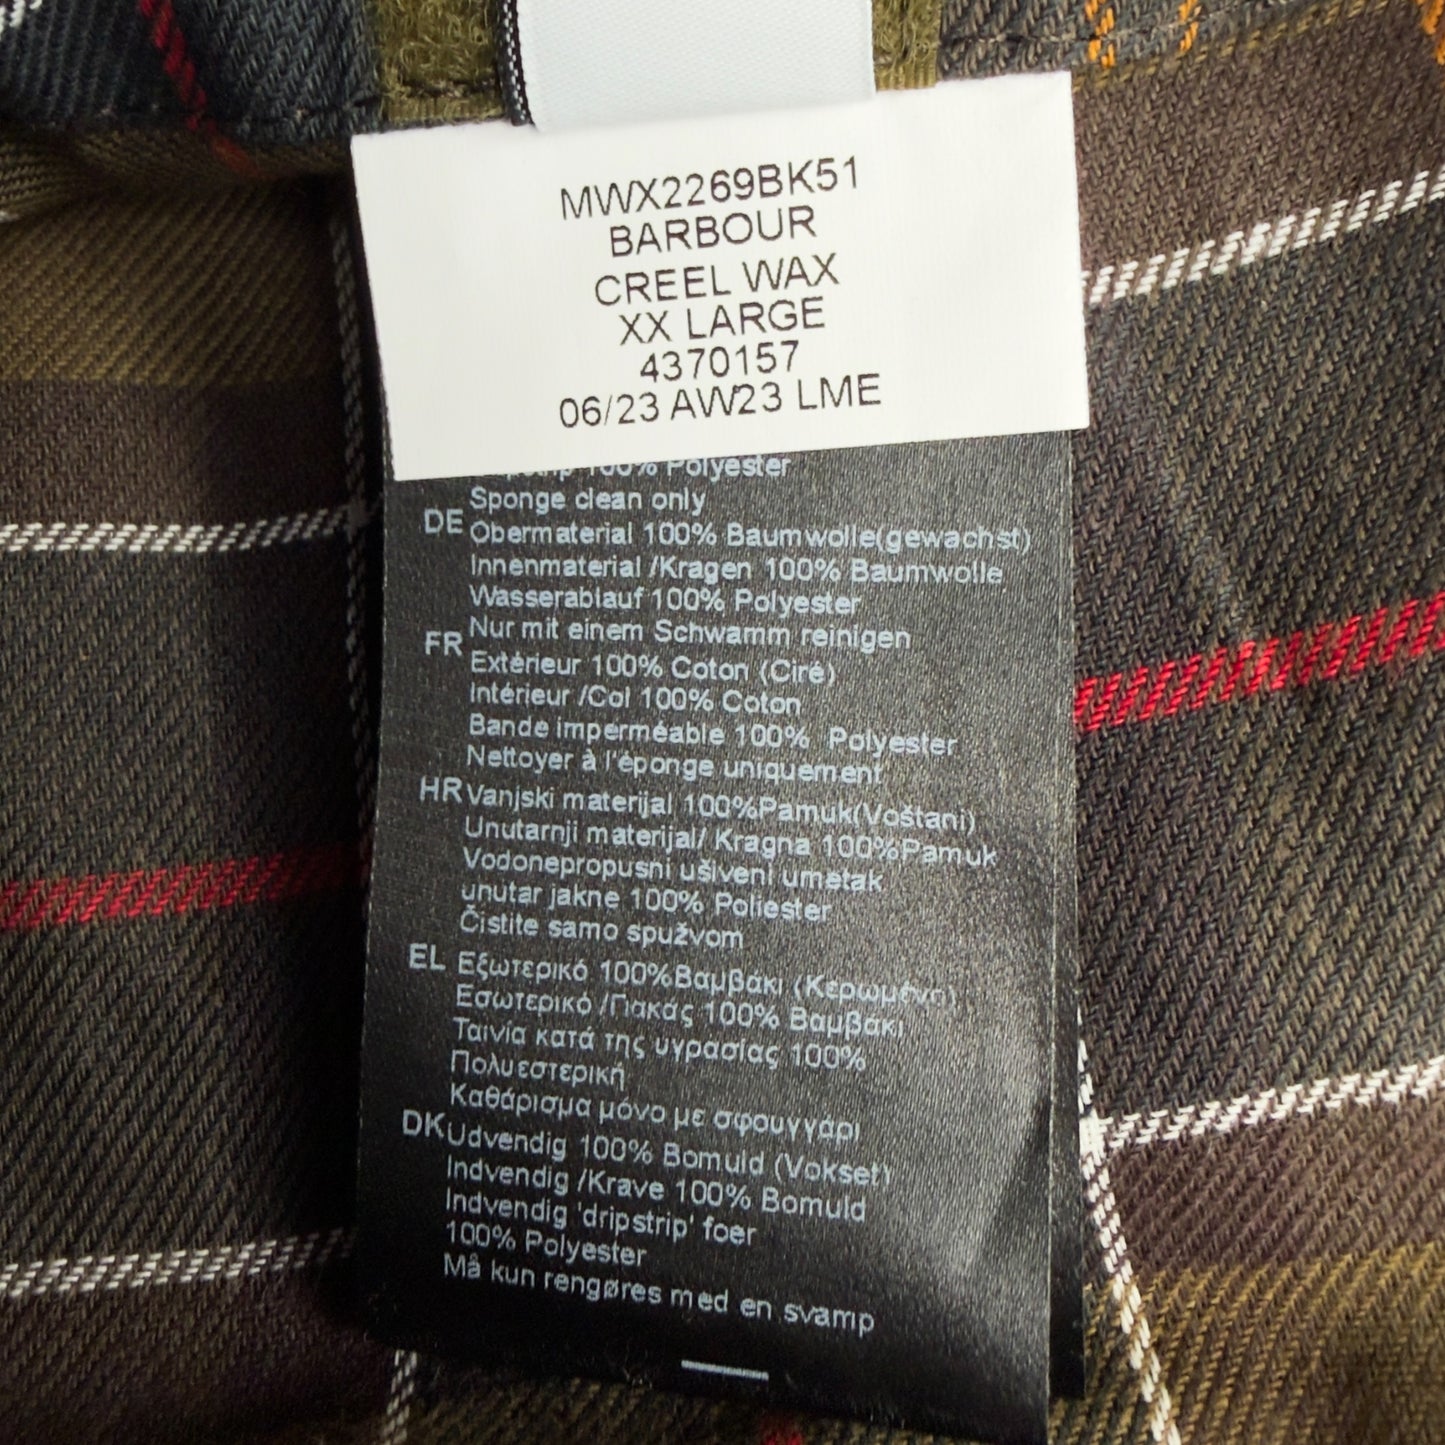 MWX2269BK51
BARBOUR
CREEL WAX
XX LARGE
4370157
06/23 AW23 LME
100% Polyester
Sponge clean only
DE Obermaterial 100% Baumwolle(gewachst)
Innenmaterial /Kragen 100% Baumwolle
Wasserablauf 100% Polyester
Nur mit einem Schwamm reinigen
FR Extérieur 100% Coton (Ciré)
Intérieur /Col 100% Coton
Bande imperméable 100% Polyester
Nettoyer à l'éponge uniquement
HR Vanjski materijal 100%Pamuk(Voštani)
Unutarnji materijal/ Kragna 100%Pamuk
Vodonepropusni ušiveni umetak
unutar jakne 100% Poliester
Čistite samo spužvom
EL Εξωτερικό 100%Βαμβάκι (Κερωμένη)
Εσωτερικό /Γιακάς 100% Βαμβάκι
Ταινία κατά της υγρασίας 100%
Πολυεστερική
Καθάρισμα μόνο με σφουγγάρι
DK Udvendig 100% Bomuld (Vokset)
Indvendig /Krave 100% Bomuld
Indvendig 'dripstrip' foer
100% Polyester
Må kun rengøres med en svamp